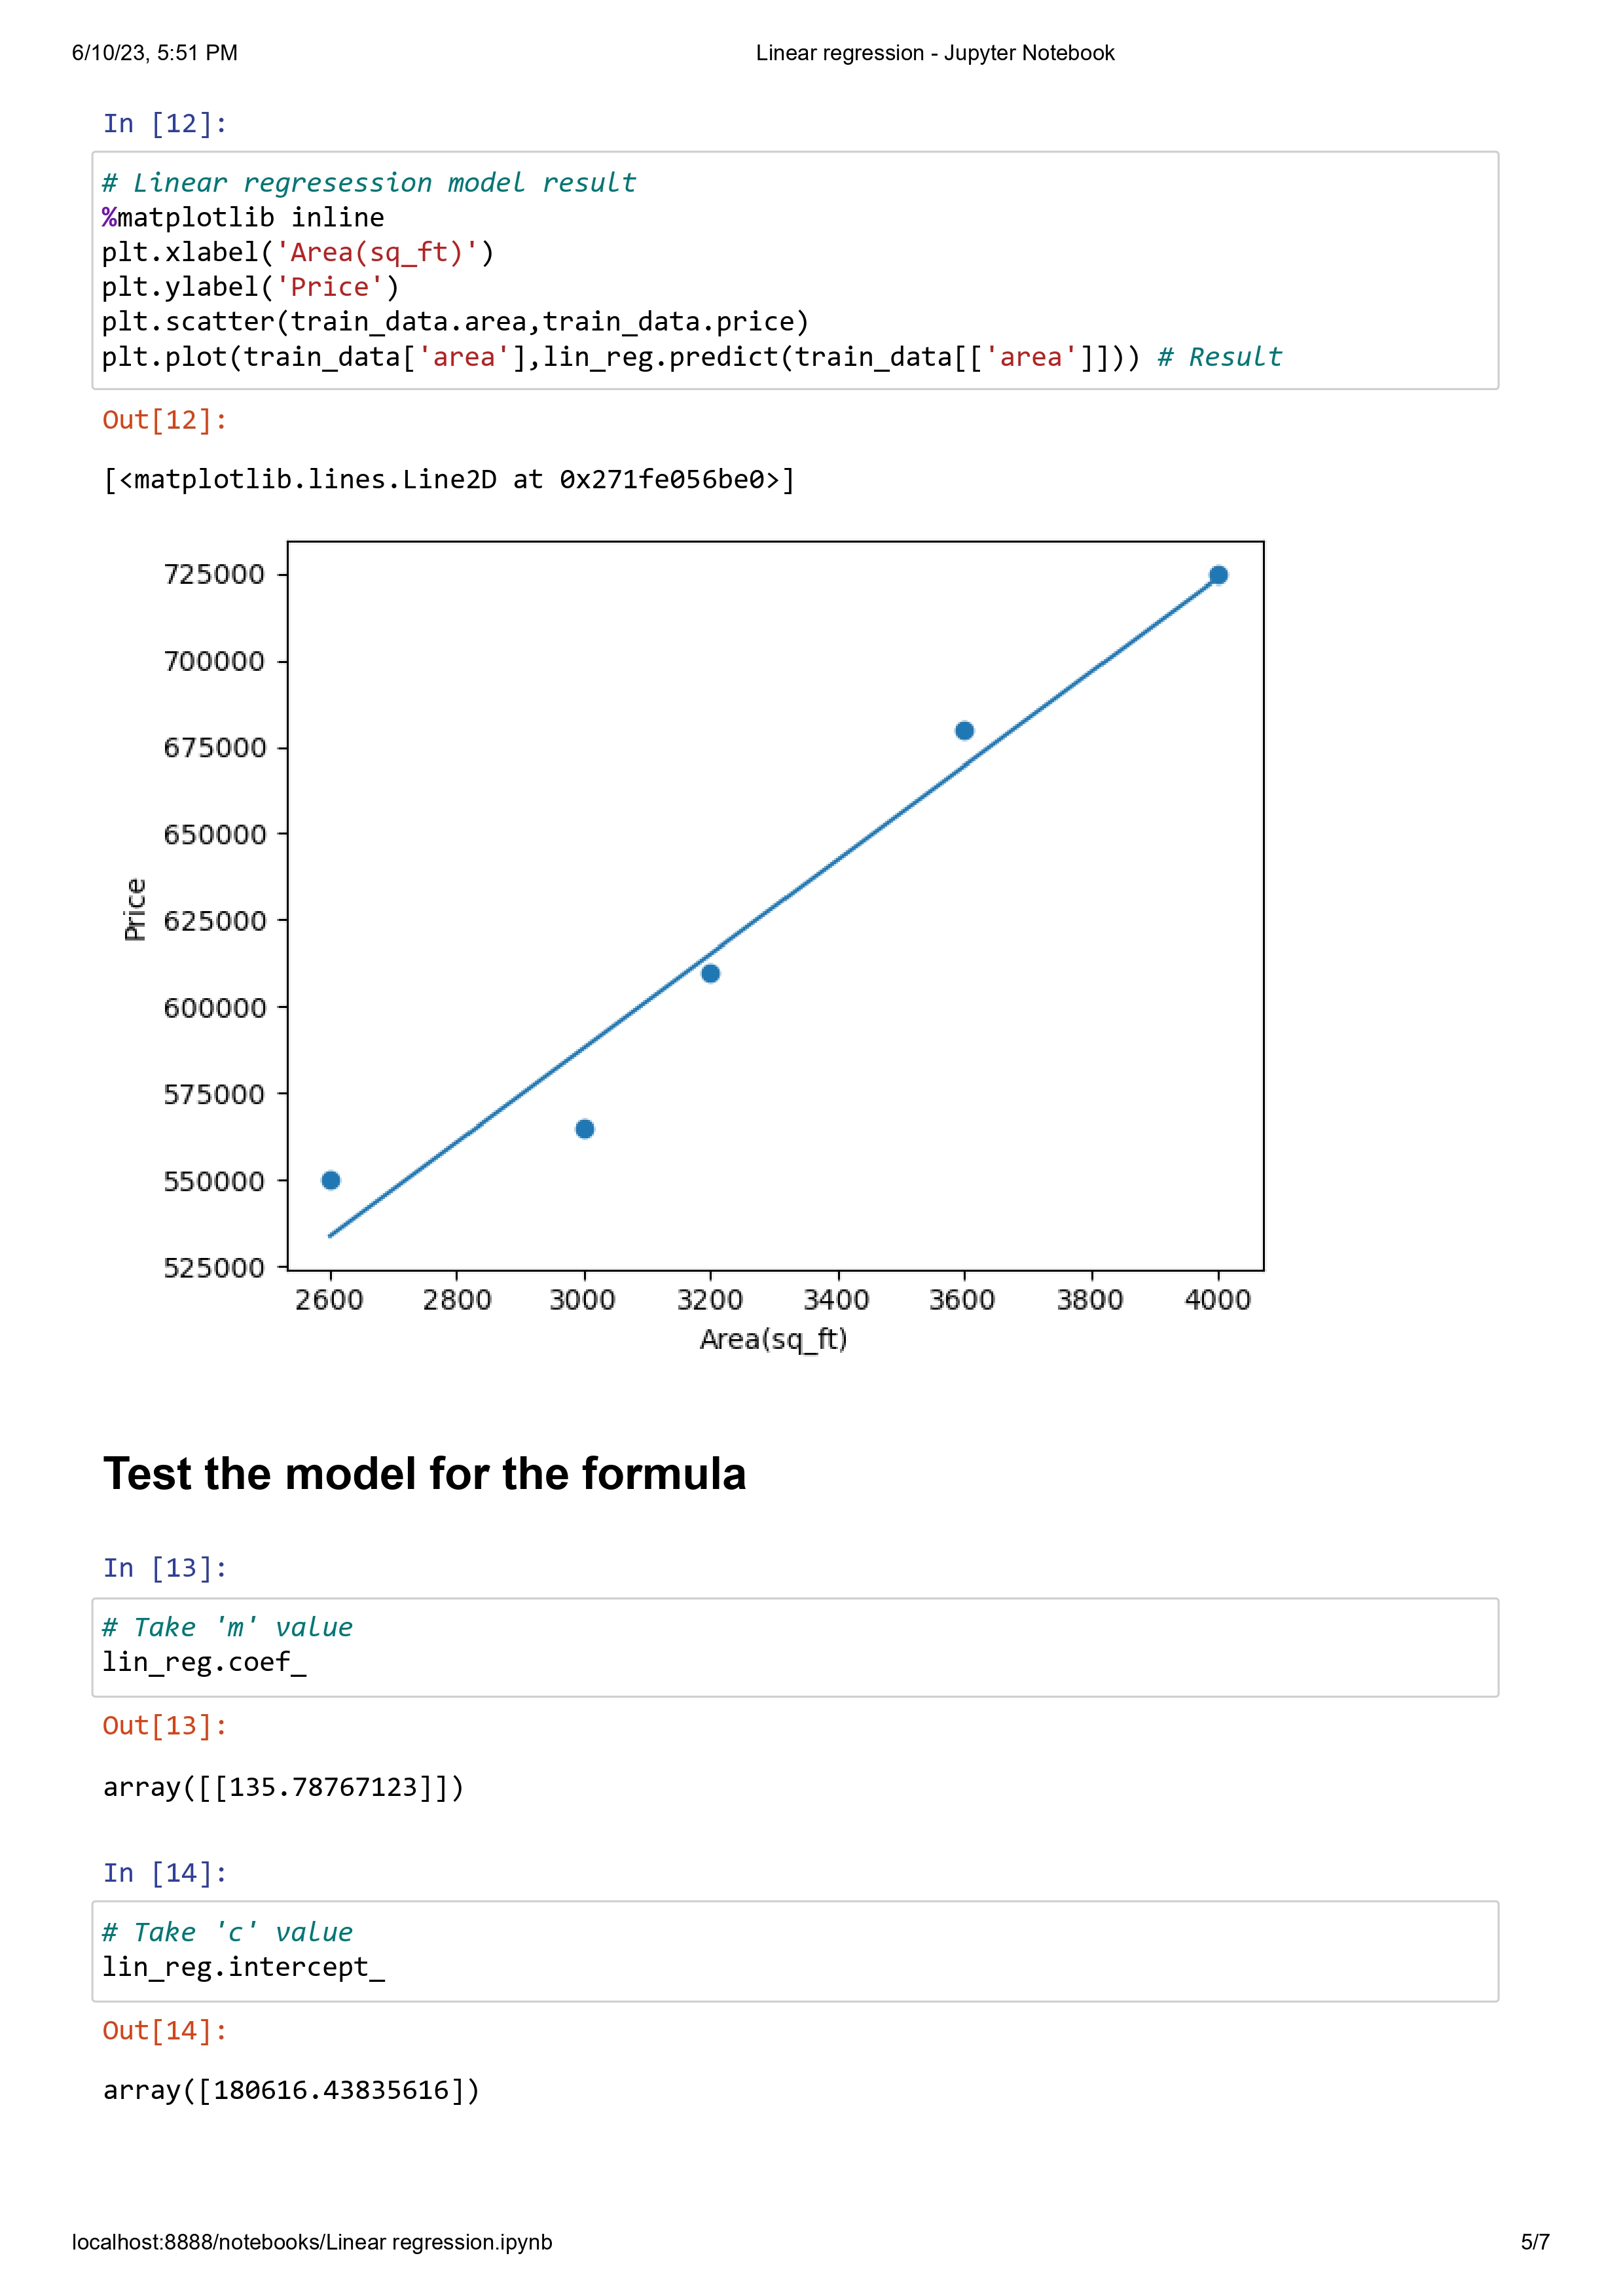 6/10/23, 5:51 PM
Linear regression - Jupyter Notebook
In [12]:
# Linear regresession model result
%matplotlib inline
plt.xlabel('Area(sq_ft)')
plt.ylabel('Price')
plt.scatter(train_data.area,train_data.price)
plt.plot(train_data['area'],lin_reg.predict(train_data[['area']])) # Result
Out[12]:
[<matplotlib.lines.Line2D at 0x271fe056be0>]
725000
700000
675000
650000
625000
600000
575000
550000
525000
Price
2600 2800 3000 3200 3400 3600 3800 4000
Area(sq_ft)
Test the model for the formula
In [13]:
# Take 'm' value
lin_reg.coef_
Out[13]:
array([[135.78767123]])
In [14]:
# Take 'c' value
lin_reg.intercept_
Out[14]:
array([180616.43835616])
localhost:8888/notebooks/Linear regression.ipynb
5/7